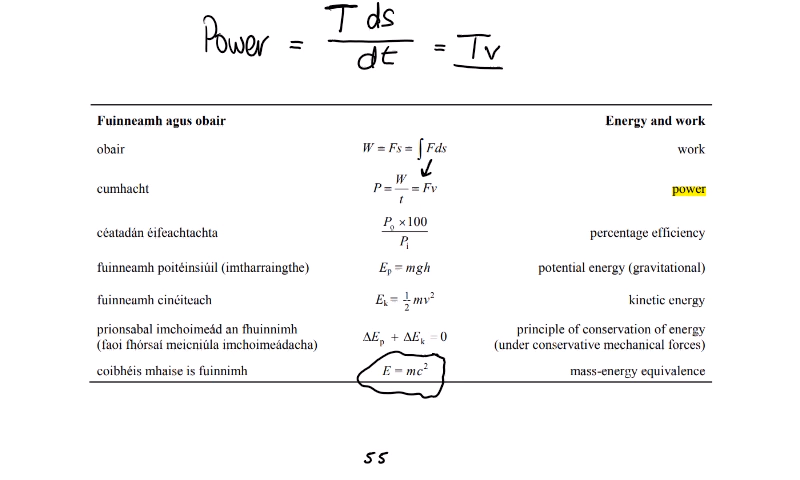 Power = T ds / dt = Tv
Fuinneamh agus obair Energy and work
obair W = Fs = ∫ Fds work
cumhacht P = W / t = Fv power
céatadán éifeachtachta Pₒ × 100 / Pᵢ percentage efficiency
fuinneamh poitéinsiúil (imtharraingthe) Eₚ = mgh potential energy (gravitational)
fuinneamh cinéiteach Eₖ = ½ mv² kinetic energy
prionsabal imchoimeád an fhuinnimh principle of conservation of energy
(faoi fhórsaí meicniúla imchoimeádacha) ΔEₚ + ΔEₖ = 0 (under conservative mechanical forces)
coibhéis mhaise is fuinnimh E = mc² mass-energy equivalence
55